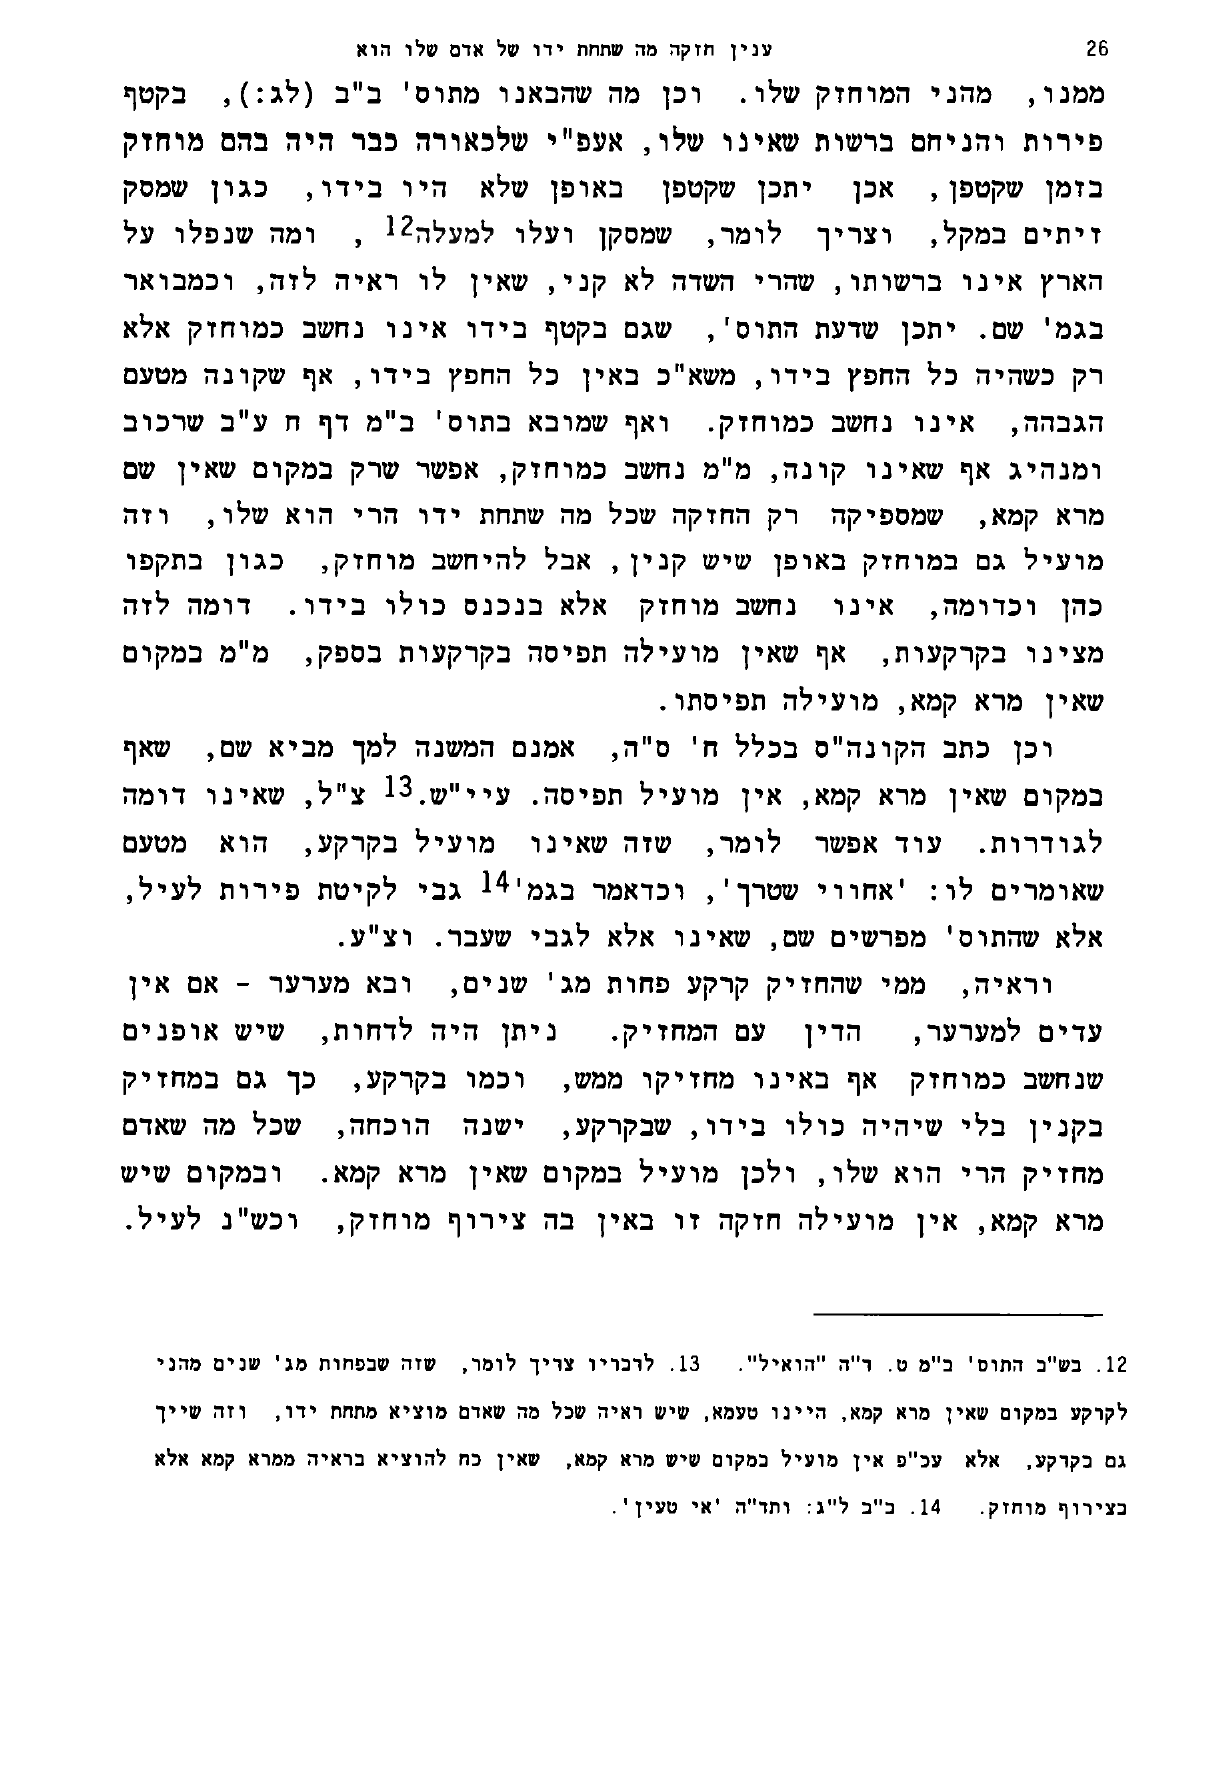 26 ענין חזקה מה שתחת ידו של אדם שלו הוא
ממנו, מהני המוחזק שלו. וכן מה שהבאנו מתוס' ב"ב (לג:), בקטף
פירות והניחם ברשות שאינו שלו, אעפ"י שלכאורה כבר היה בהם מוחזק
בזמן שקטפן, אכן יתכן שקטפן באופן שלא היו בידו, כגון שמסק
זיתים במקל, וצריך לומר, שמסקן ועלו למעלה12, ומה שנפלו על
הארץ אינו ברשותו, שהרי השדה לא קני, שאין לו ראיה לזה, וכמבואר
בגמ' שם. יתכן שדעת התוס', שגם בקטף בידו אינו נחשב כמוחזק אלא
רק כשהיה כל החפץ בידו, משא"כ באין כל החפץ בידו, אף שקונה מטעם
הגבהה, אינו נחשב כמוחזק. ואף שמובא בתוס' ב"מ דף ח ע"ב שרכוב
ומנהיג אף שאינו קונה, מ"מ נחשב כמוחזק, אפשר שרק במקום שאין שם
מרא קמא, שמספיקה רק החזקה שכל מה שתחת ידו הרי הוא שלו, וזה
מועיל גם במוחזק באופן שיש קנין, אבל להיחשב מוחזק, כגון בתקפו
כהן וכדומה, אינו נחשב מוחזק אלא בנכנס כולו בידו. דומה לזה
מצינו בקרקעות, אף שאין מועילה תפיסה בקרקעות בספק, מ"מ במקום
שאין מרא קמא, מועילה תפיסתו.
וכן כתב הקונה"ס בכלל ח' ס"ה, אמנם המשנה למך מביא שם, שאף
במקום שאין מרא קמא, אין מועיל תפיסה. עיי"ש.13 צ"ל, שאינו דומה
לגודרות. עוד אפשר לומר, שזה שאינו מועיל בקרקע, הוא מטעם
שאומרים לו: 'אחווי שטרך', וכדאמר בגמ'14 גבי לקיטת פירות לעיל,
אלא שהתוס' מפרשים שם, שאינו אלא לגבי שעבר. וצ"ע.
וראיה, ממי שהחזיק קרקע פחות מג' שנים, ובא מערער - אם אין
עדים למערער, הדין עם המחזיק. ניתן היה לדחות, שיש אופנים
שנחשב כמוחזק אף באינו מחזיקו ממש, וכמו בקרקע, כך גם במחזיק
בקנין בלי שיהיה כולו בידו, שבקרקע, ישנה הוכחה, שכל מה שאדם
מחזיק הרי הוא שלו, ולכן מועיל במקום שאין מרא קמא. ובמקום שיש
מרא קמא, אין מועילה חזקה זו באין בה צירוף מוחזק, וכש"נ לעיל.
12. בש"כ התוס' ב"מ ט. ד"ה "הואיל". 13. לדבריו צריך לומר, שזה שבפחות מג' שנים מהני
לקרקע במקום שאין מרא קמא, היינו טעמא, שיש ראיה שכל מה שאדם מוציא מתחת ידו, וזה שייך
גם בקדקע, אלא עכ"פ אין מועיל במקום שיש מרא קמא, שאין כח להוציא בראיה ממרא קמא אלא
בצירוף מוחזק. 14. ב"ב ל"ג: ותד"ה 'אי טעין'.